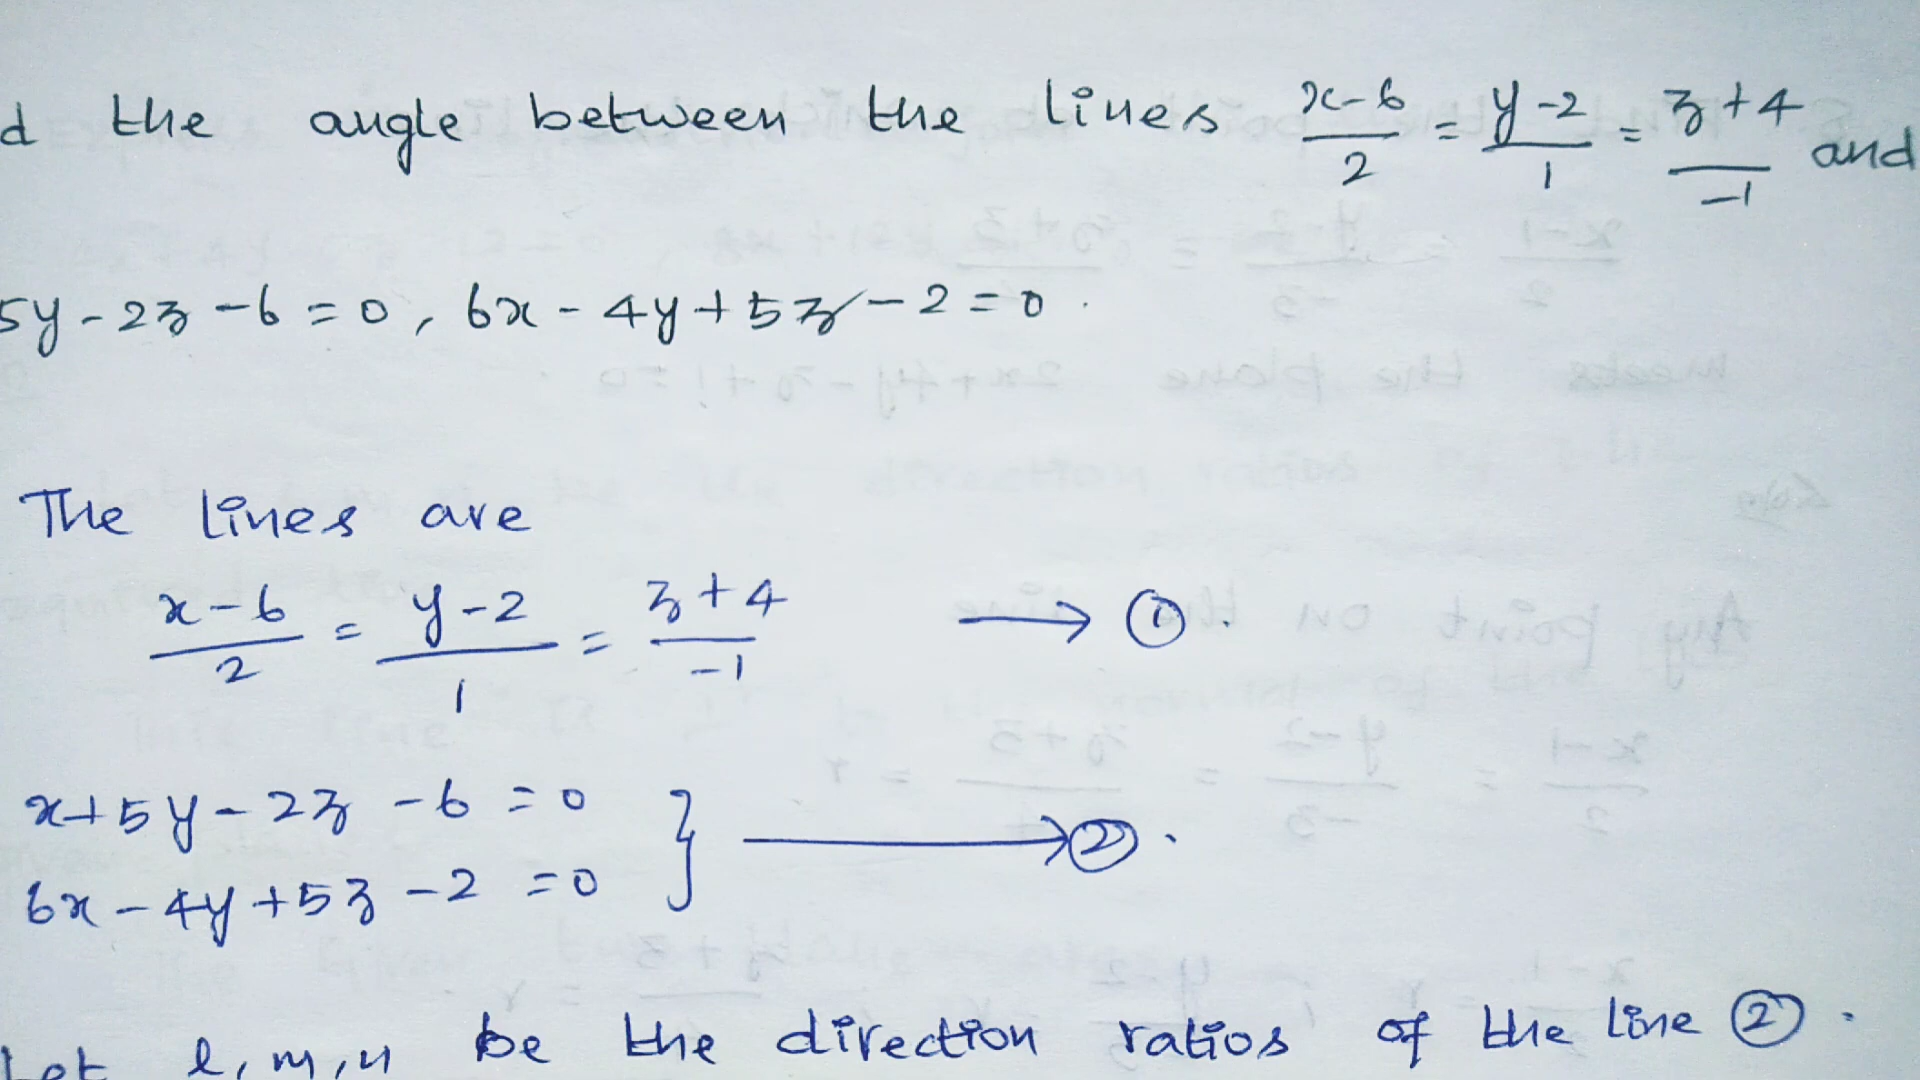 d the angle between the lines (x-6)/2 = (y-2)/1 = (z+4)/-1 and
5y - 2z - 6 = 0, 6x - 4y + 5z - 2 = 0.
The lines are
(x-6)/2 = (y-2)/1 = (z+4)/-1 → ①.
x+5y-2z-6=0
6x-4y+5z-2=0 } → ②.
Let l, m, n be the direction ratios of the line ②.